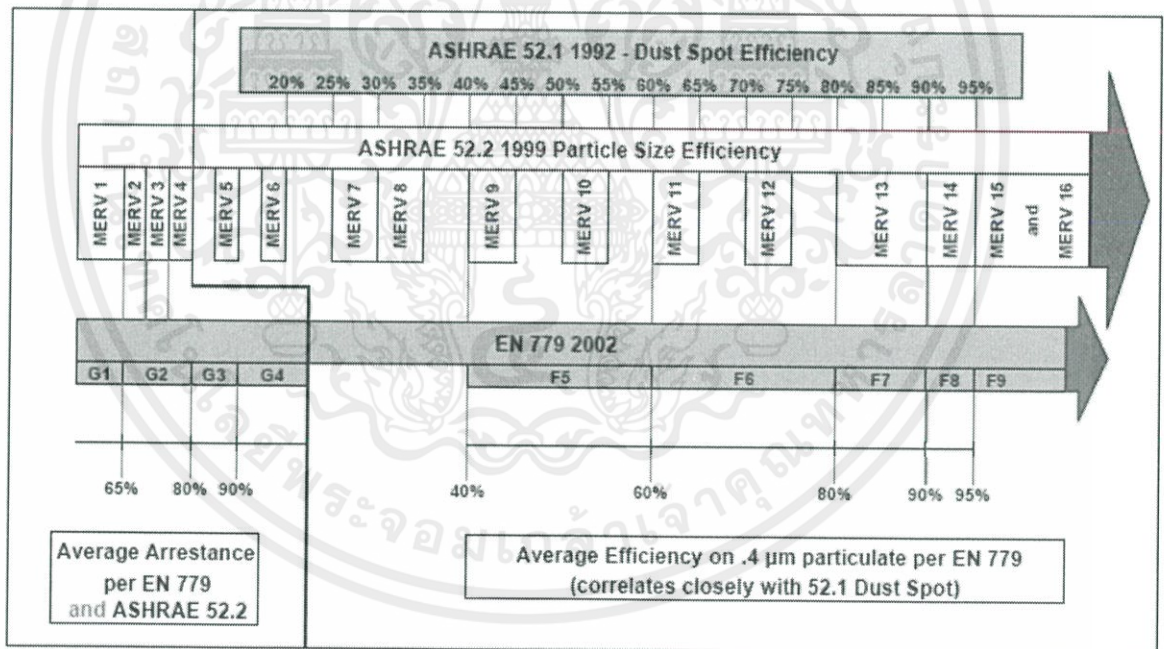 ASHRAE 52.1 1992 - Dust Spot Efficiency
20% 25% 30% 35% 40% 45% 50% 55% 60% 65% 70% 75% 80% 85% 90% 95%
ASHRAE 52.2 1999 Particle Size Efficiency
MERV 1
MERV 2
MERV 3
MERV 4
MERV 5
MERV 6
MERV 7
MERV 8
MERV 9
MERV 10
MERV 11
MERV 12
MERV 13
MERV 14
MERV 15
and
MERV 16
EN 779 2002
G1 G2 G3 G4 F5 F6 F7 F8 F9
65% 80% 90% 40% 60% 80% 90% 95%
Average Arrestance
per EN 779
and ASHRAE 52.2
Average Efficiency on .4 µm particulate per EN 779
(correlates closely with 52.1 Dust Spot)